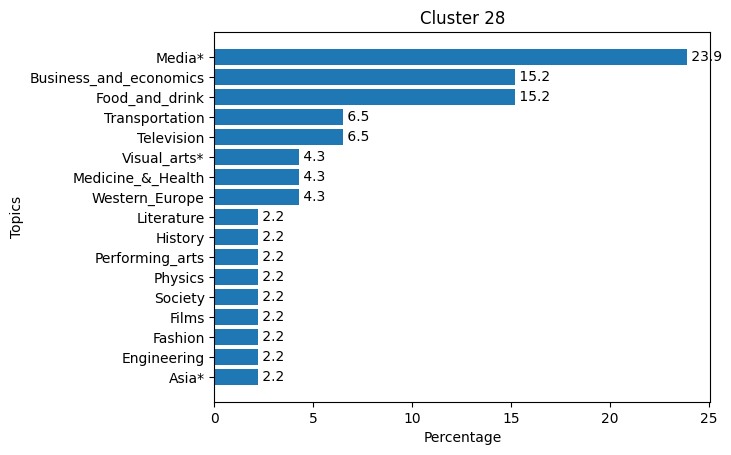 Cluster 28
Topics
Media* 23.9
Business_and_economics 15.2
Food_and_drink 15.2
Transportation 6.5
Television 6.5
Visual_arts* 4.3
Medicine_&_Health 4.3
Western_Europe 4.3
Literature 2.2
History 2.2
Performing_arts 2.2
Physics 2.2
Society 2.2
Films 2.2
Fashion 2.2
Engineering 2.2
Asia* 2.2
0 5 10 15 20 25
Percentage